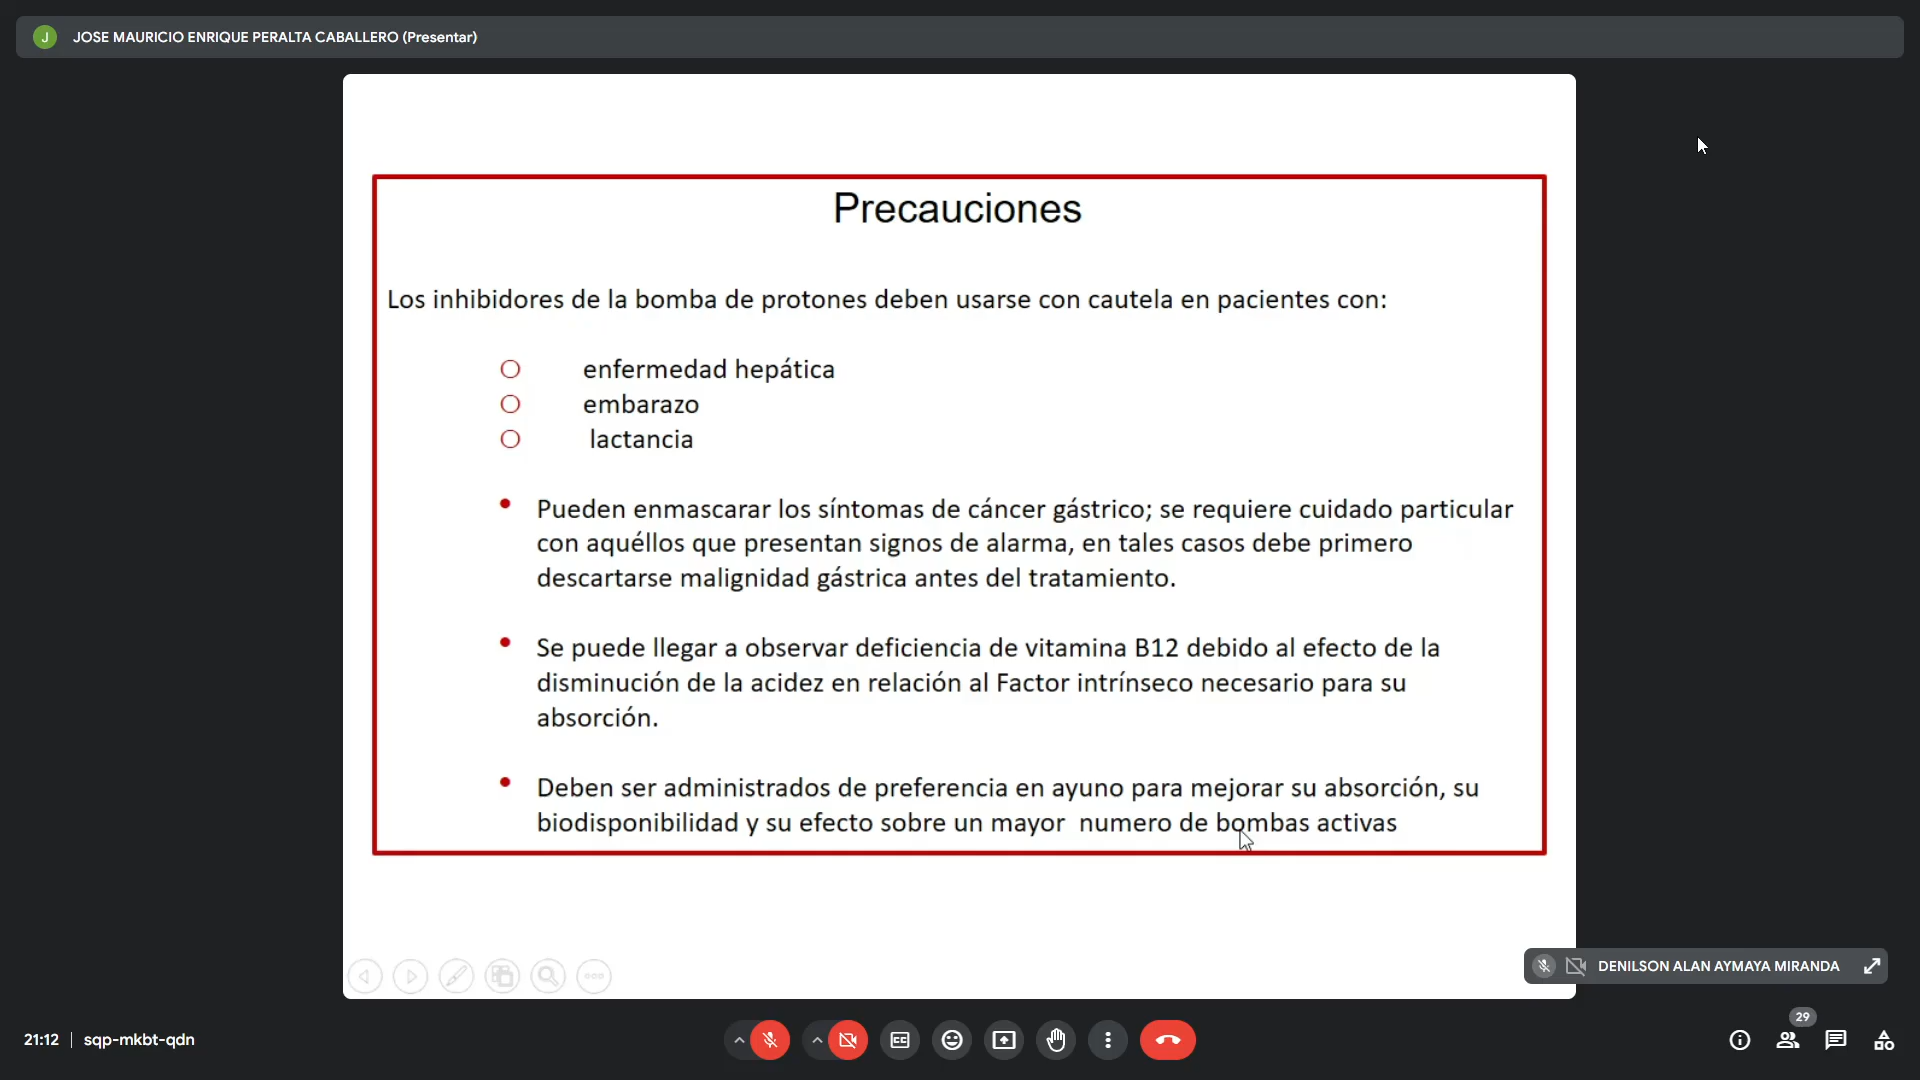 J
JOSE MAURICIO ENRIQUE PERALTA CABALLERO (Presentar)
Precauciones
Los inhibidores de la bomba de protones deben usarse con cautela en pacientes con:
enfermedad hepática
embarazo
lactancia
Pueden enmascarar los síntomas de cáncer gástrico; se requiere cuidado particular
con aquéllos que presentan signos de alarma, en tales casos debe primero
descartarse malignidad gástrica antes del tratamiento.
Se puede llegar a observar deficiencia de vitamina B12 debido al efecto de la
disminución de la acidez en relación al Factor intrínseco necesario para su
absorción.
Deben ser administrados de preferencia en ayuno para mejorar su absorción, su
biodisponibilidad y su efecto sobre un mayor numero de bombas activas
DENILSON ALAN AYMAYA MIRANDA
21:12 | sqp-mkbt-qdn
29